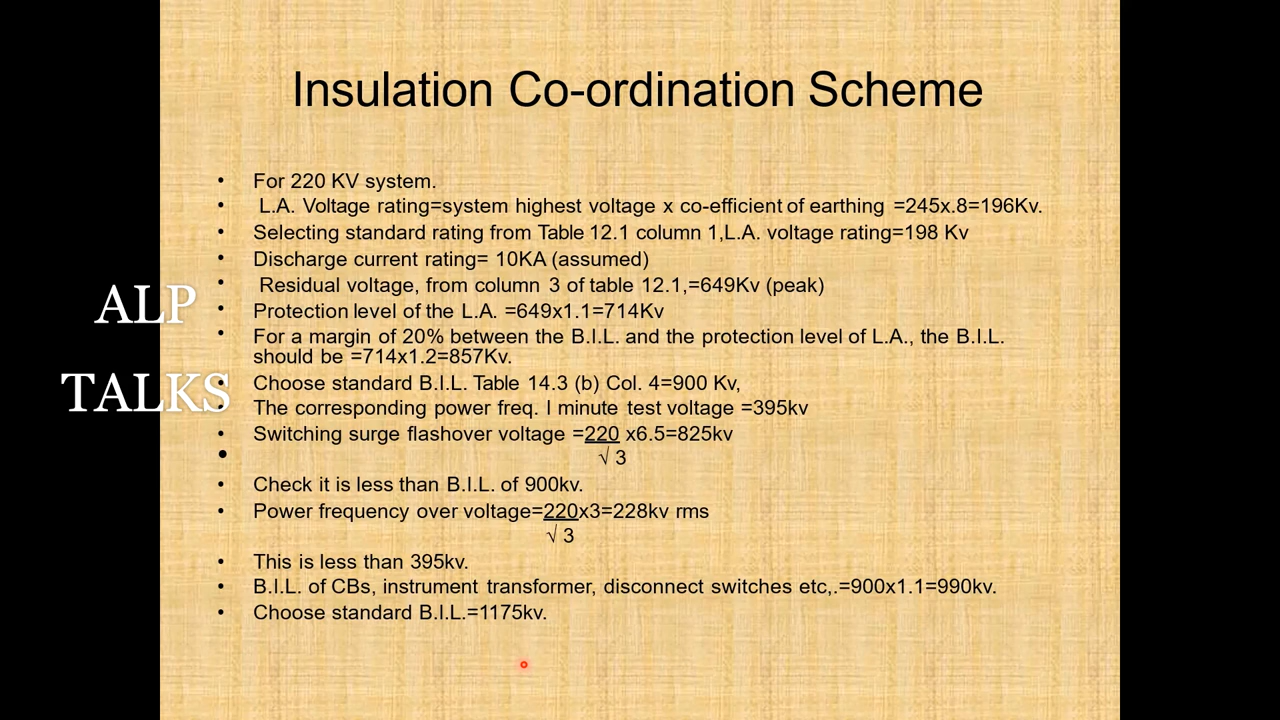 Insulation Co-ordination Scheme
• For 220 KV system.
• L.A. Voltage rating=system highest voltage x co-efficient of earthing =245x.8=196Kv.
• Selecting standard rating from Table 12.1 column 1,L.A. voltage rating=198 Kv
• Discharge current rating= 10KA (assumed)
• Residual voltage, from column 3 of table 12.1,=649Kv (peak)
• Protection level of the L.A. =649x1.1=714Kv
• For a margin of 20% between the B.I.L. and the protection level of L.A., the B.I.L.
should be =714x1.2=857Kv.
• Choose standard B.I.L. Table 14.3 (b) Col. 4=900 Kv,
• The corresponding power freq. I minute test voltage =395kv
• Switching surge flashover voltage =220 x6.5=825kv
• √ 3
• Check it is less than B.I.L. of 900kv.
• Power frequency over voltage=220x3=228kv rms
√ 3
• This is less than 395kv.
• B.I.L. of CBs, instrument transformer, disconnect switches etc,.=900x1.1=990kv.
• Choose standard B.I.L.=1175kv.
ALP
TALKS